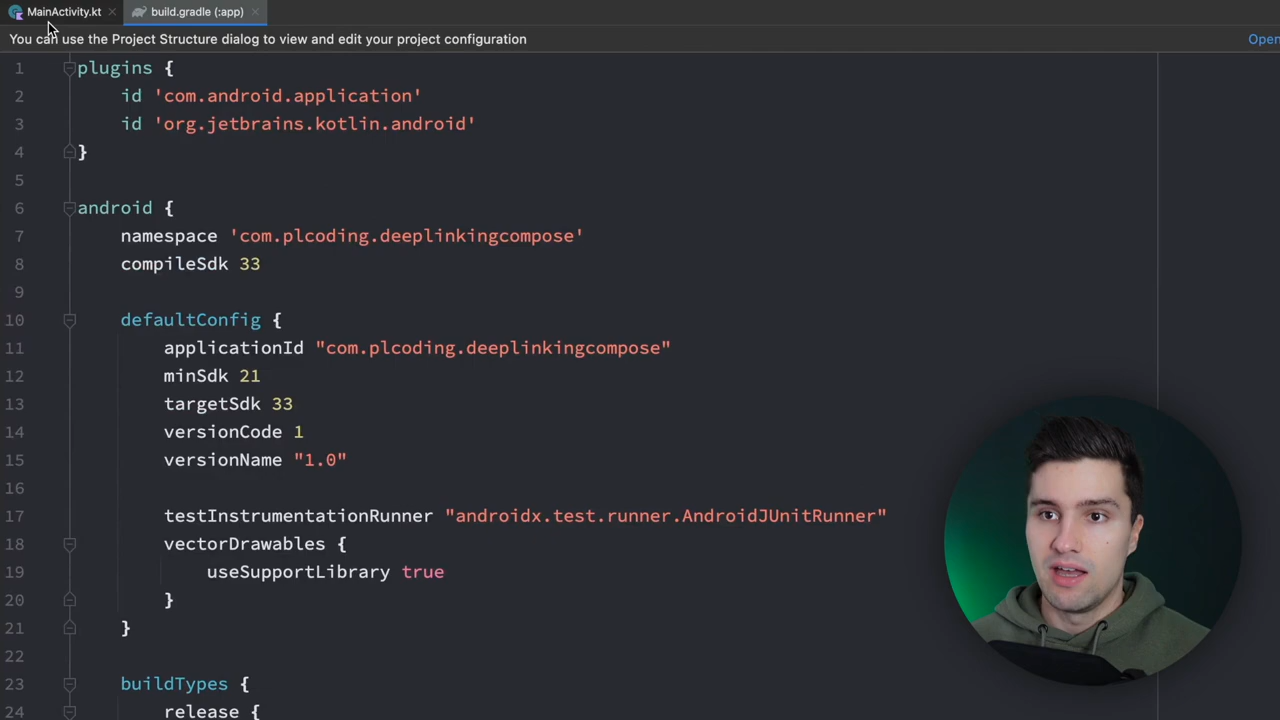 MainActivity.kt
build.gradle (:app)
You can use the Project Structure dialog to view and edit your project configuration
Open
1 plugins {
2 id 'com.android.application'
3 id 'org.jetbrains.kotlin.android'
4 }
5
6 android {
7 namespace 'com.plcoding.deeplinkingcompose'
8 compileSdk 33
9
10 defaultConfig {
11 applicationId "com.plcoding.deeplinkingcompose"
12 minSdk 21
13 targetSdk 33
14 versionCode 1
15 versionName "1.0"
16
17 testInstrumentationRunner "androidx.test.runner.AndroidJUnitRunner"
18 vectorDrawables {
19 useSupportLibrary true
20 }
21 }
22
23 buildTypes {
24 release {